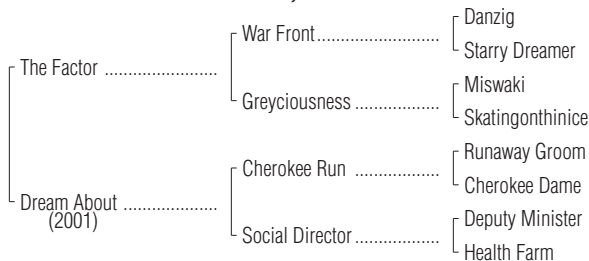 Danzig
War Front
Starry Dreamer
The Factor
Miswaki
Greyciousness
Skatingonthinice
Runaway Groom
Cherokee Run
Cherokee Dame
Dream About
(2001)
Deputy Minister
Social Director
Health Farm